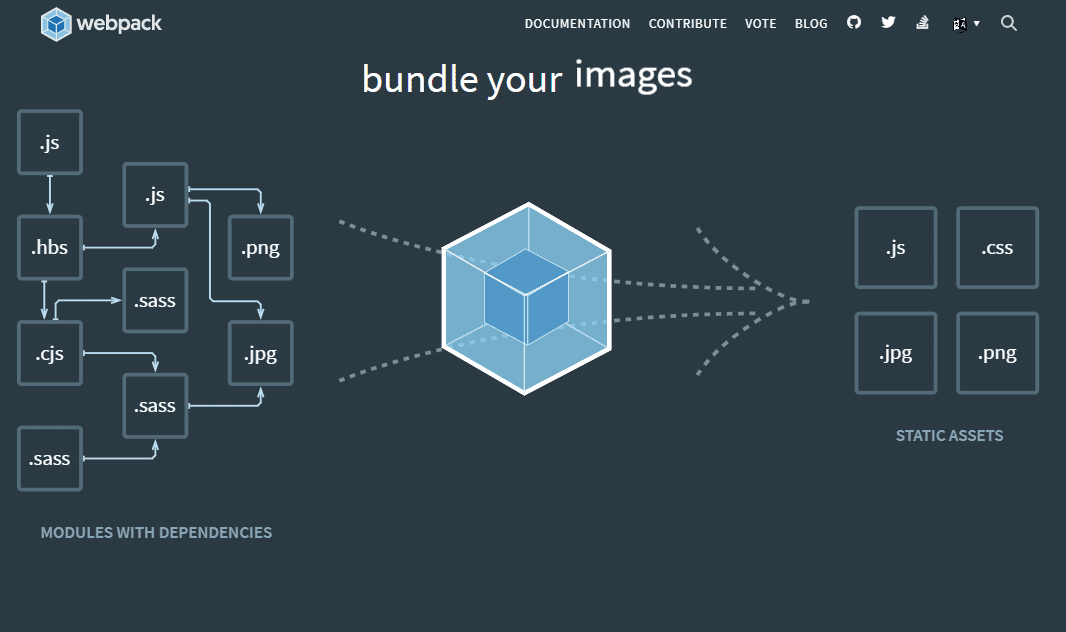 webpack
DOCUMENTATION CONTRIBUTE VOTE BLOG
bundle your images
.js
.js
.hbs
.png
.sass
.cjs
.jpg
.sass
.sass
MODULES WITH DEPENDENCIES
.js
.css
.jpg
.png
STATIC ASSETS